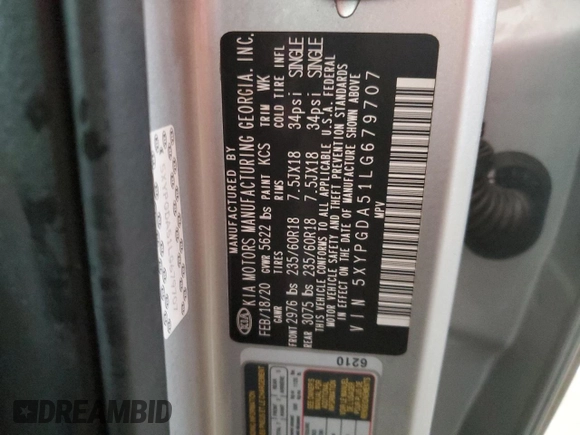 MANUFACTURED BY
KIA KIA MOTORS MANUFACTURING GEORGIA, INC.
FEB/18/20 GVWR 5622 lbs PAINT KCS TRIM WK
GAWR TIRES RIMS COLD TIRE INFL
FRONT 2976 lbs 235/60R18 7.5JX18 34psi SINGLE
REAR 3075 lbs 235/60R18 7.5JX18 34psi SINGLE
THIS VEHICLE CONFORMS TO ALL APPLICABLE U.S.A. FEDERAL
MOTOR VEHICLE SAFETY AND THEFT PREVENTION STANDARDS
IN EFFECT ON THE DATE OF MANUFACTURE SHOWN ABOVE
VIN 5XYPGDA51LG679707
MPV
6210
DREAMBID